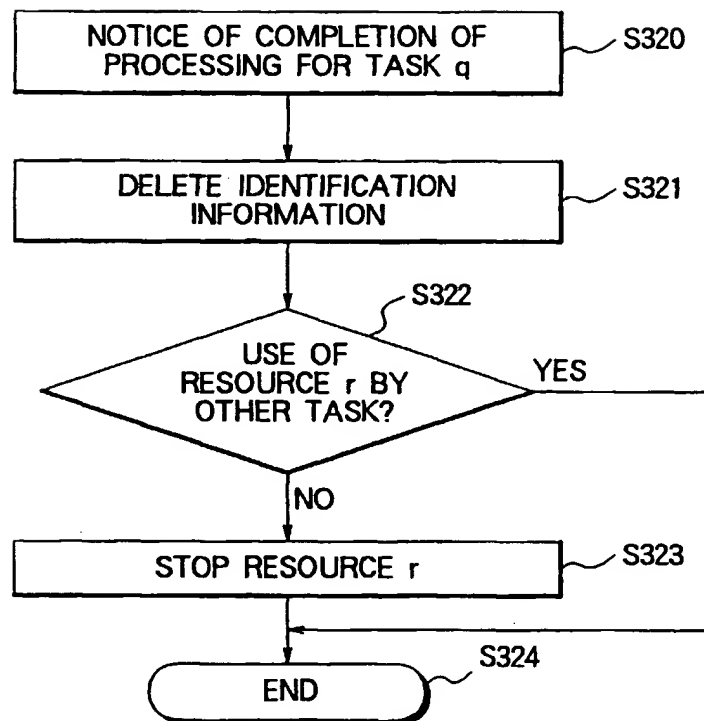 NOTICE OF COMPLETION OF
PROCESSING FOR TASK q
S320
DELETE IDENTIFICATION
INFORMATION
S321
S322
USE OF
RESOURCE r BY
OTHER TASK?
YES
NO
STOP RESOURCE r
S323
S324
END